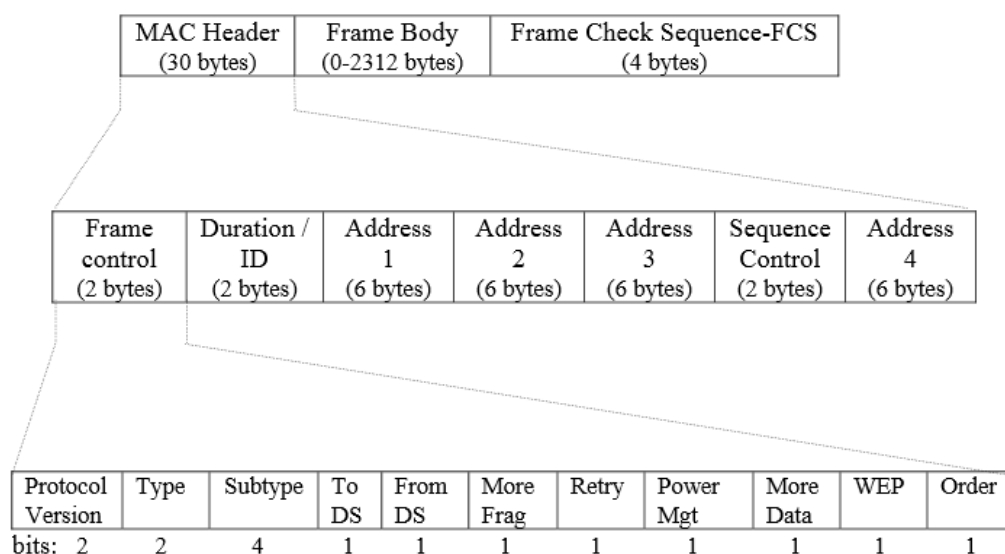 MAC Header Frame Body Frame Check Sequence-FCS
(30 bytes) (0-2312 bytes) (4 bytes)
Frame Duration / Address Address Address Sequence Address
control ID 1 2 3 Control 4
(2 bytes) (2 bytes) (6 bytes) (6 bytes) (6 bytes) (2 bytes) (6 bytes)
Protocol Type Subtype To From More Retry Power More WEP Order
Version DS DS Frag Mgt Data
bits: 2 2 4 1 1 1 1 1 1 1 1